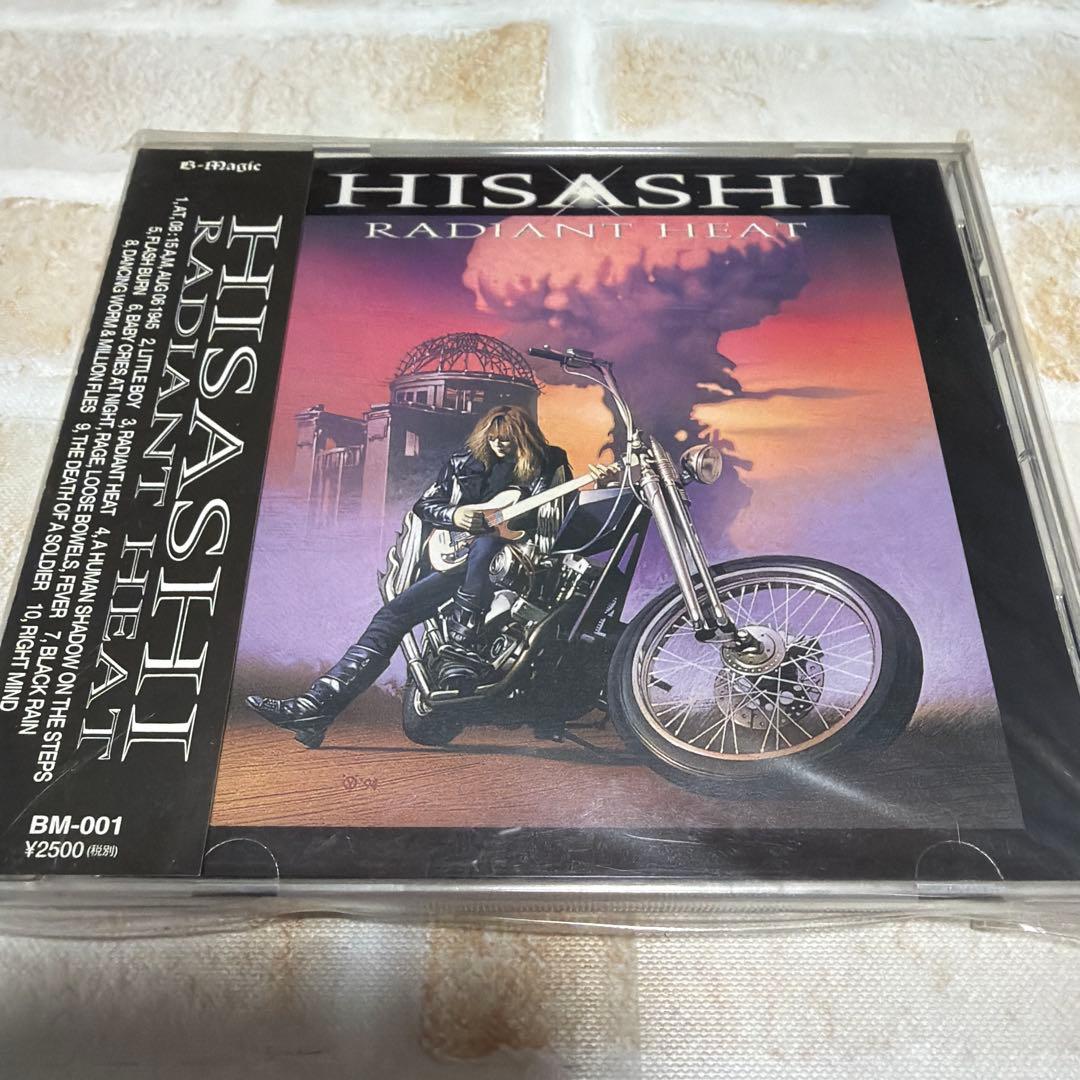 B-Magic
HISASHI
RADIANT HEAT
1,AT, 08:15 A.M, AUG 06 1945 2, LITTLE BOY 3, RADIANT HEAT 4, A HUMAN SHADOW ON THE STEPS
5, FLASH BURN 6, BABY CRIES AT NIGHT, RAGE, LOOSE BOWELS, FEVER 7, BLACK RAIN
8, DANCING WORM & MILLION FLIES 9, THE DEATH OF A SOLDIER 10, RIGHT MIND
BM-001
¥2500(税別)
HISASHI
RADIANT HEAT